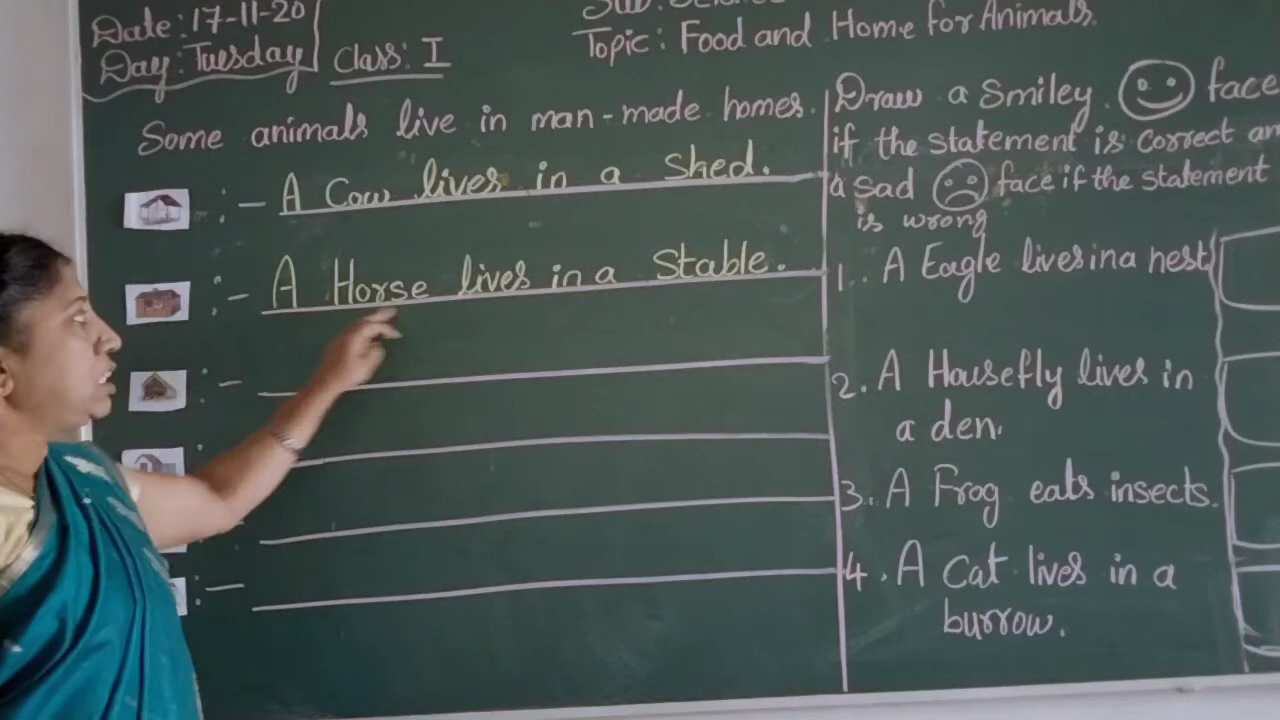 Date: 17-11-20
Day: Tuesday
Class: I
Topic: Food and Home for Animals.
Some animals live in man-made homes.
:- A Cow lives in a Shed.
:- A Horse lives in a Stable.
:-
:-
Draw a Smiley face
if the statement is correct an
a sad face if the statement
is wrong
1. A Eagle lives in a nest
2. A Housefly lives in
a den.
3. A Frog eats insects.
4. A Cat lives in a
burrow.